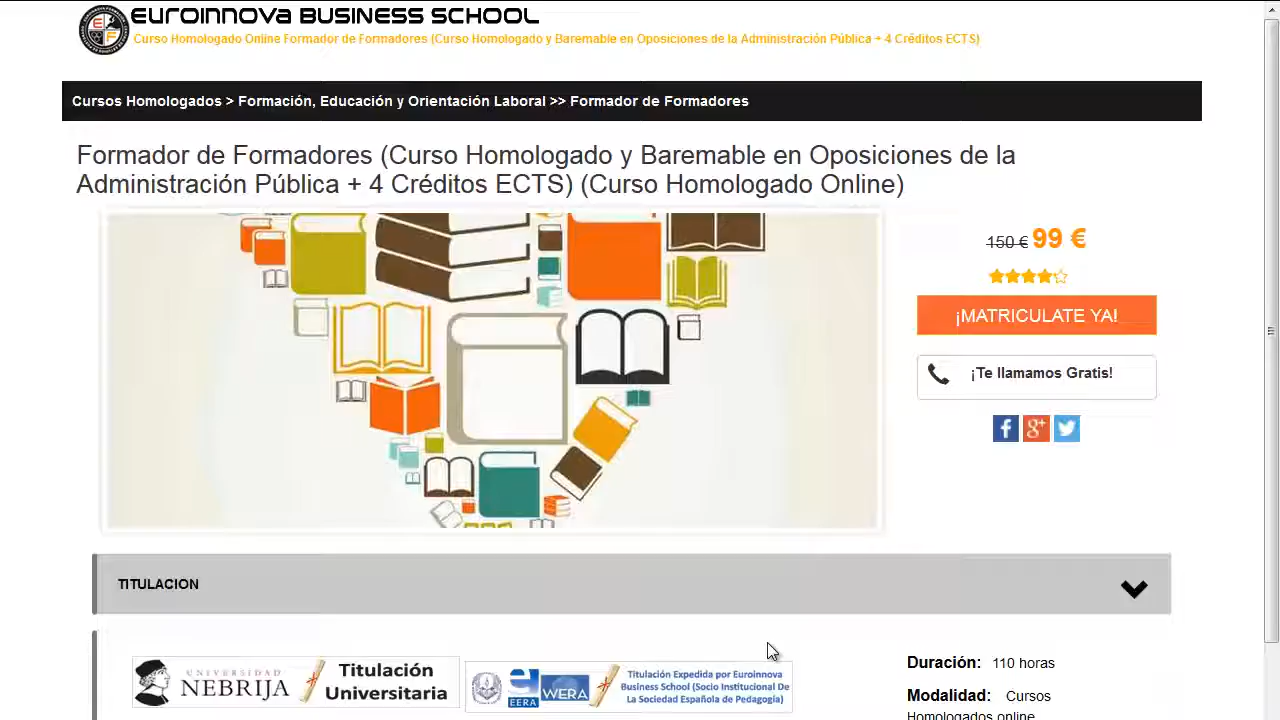 EUROINNOVA BUSINESS SCHOOL
Curso Homologado Online Formador de Formadores (Curso Homologado y Baremable en Oposiciones de la Administración Pública + 4 Créditos ECTS)
Cursos Homologados > Formación, Educación y Orientación Laboral >> Formador de Formadores
Formador de Formadores (Curso Homologado y Baremable en Oposiciones de la
Administración Pública + 4 Créditos ECTS) (Curso Homologado Online)
150 € 99 €
¡MATRICULATE YA!
¡Te llamamos Gratis!
TITULACION
UNIVERSIDAD
NEBRIJA
Titulación
Universitaria
EERA
WERA
Titulación Expedida por Euroinnova
Business School (Socio Institucional De
La Sociedad Española de Pedagogía)
Duración: 110 horas
Modalidad: Cursos
Homologados online